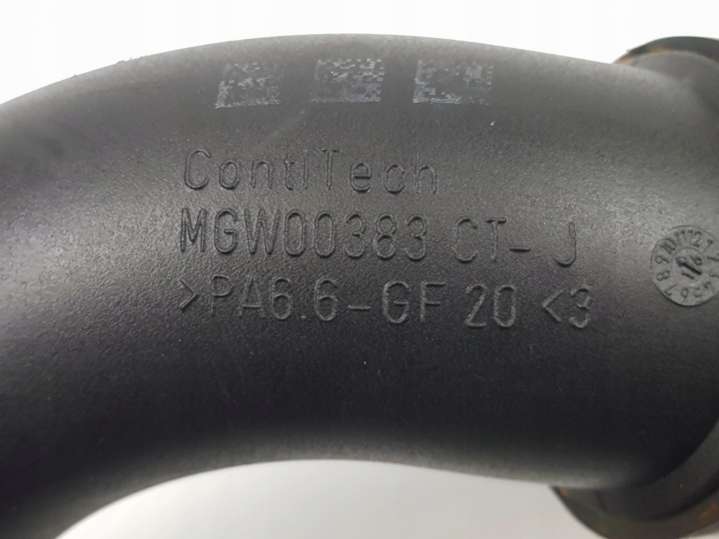 ContiTech
MGW00383 CT- J
>PA6.6-GF 20 <3